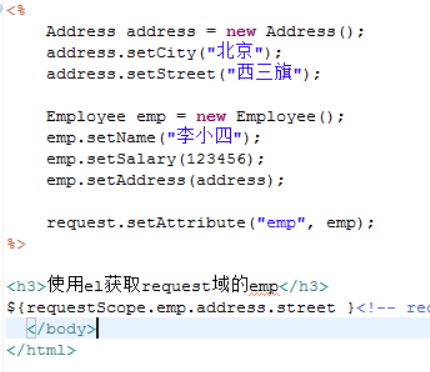 <%
Address address = new Address();
address.setCity("北京");
address.setStreet("西三旗");
Employee emp = new Employee();
emp.setName("李小四");
emp.setSalary(123456);
emp.setAddress(address);
request.setAttribute("emp", emp);
%>
<h3>使用el获取request域的emp</h3>
${requestScope.emp.address.street }<!-- rec
</body>
</html>